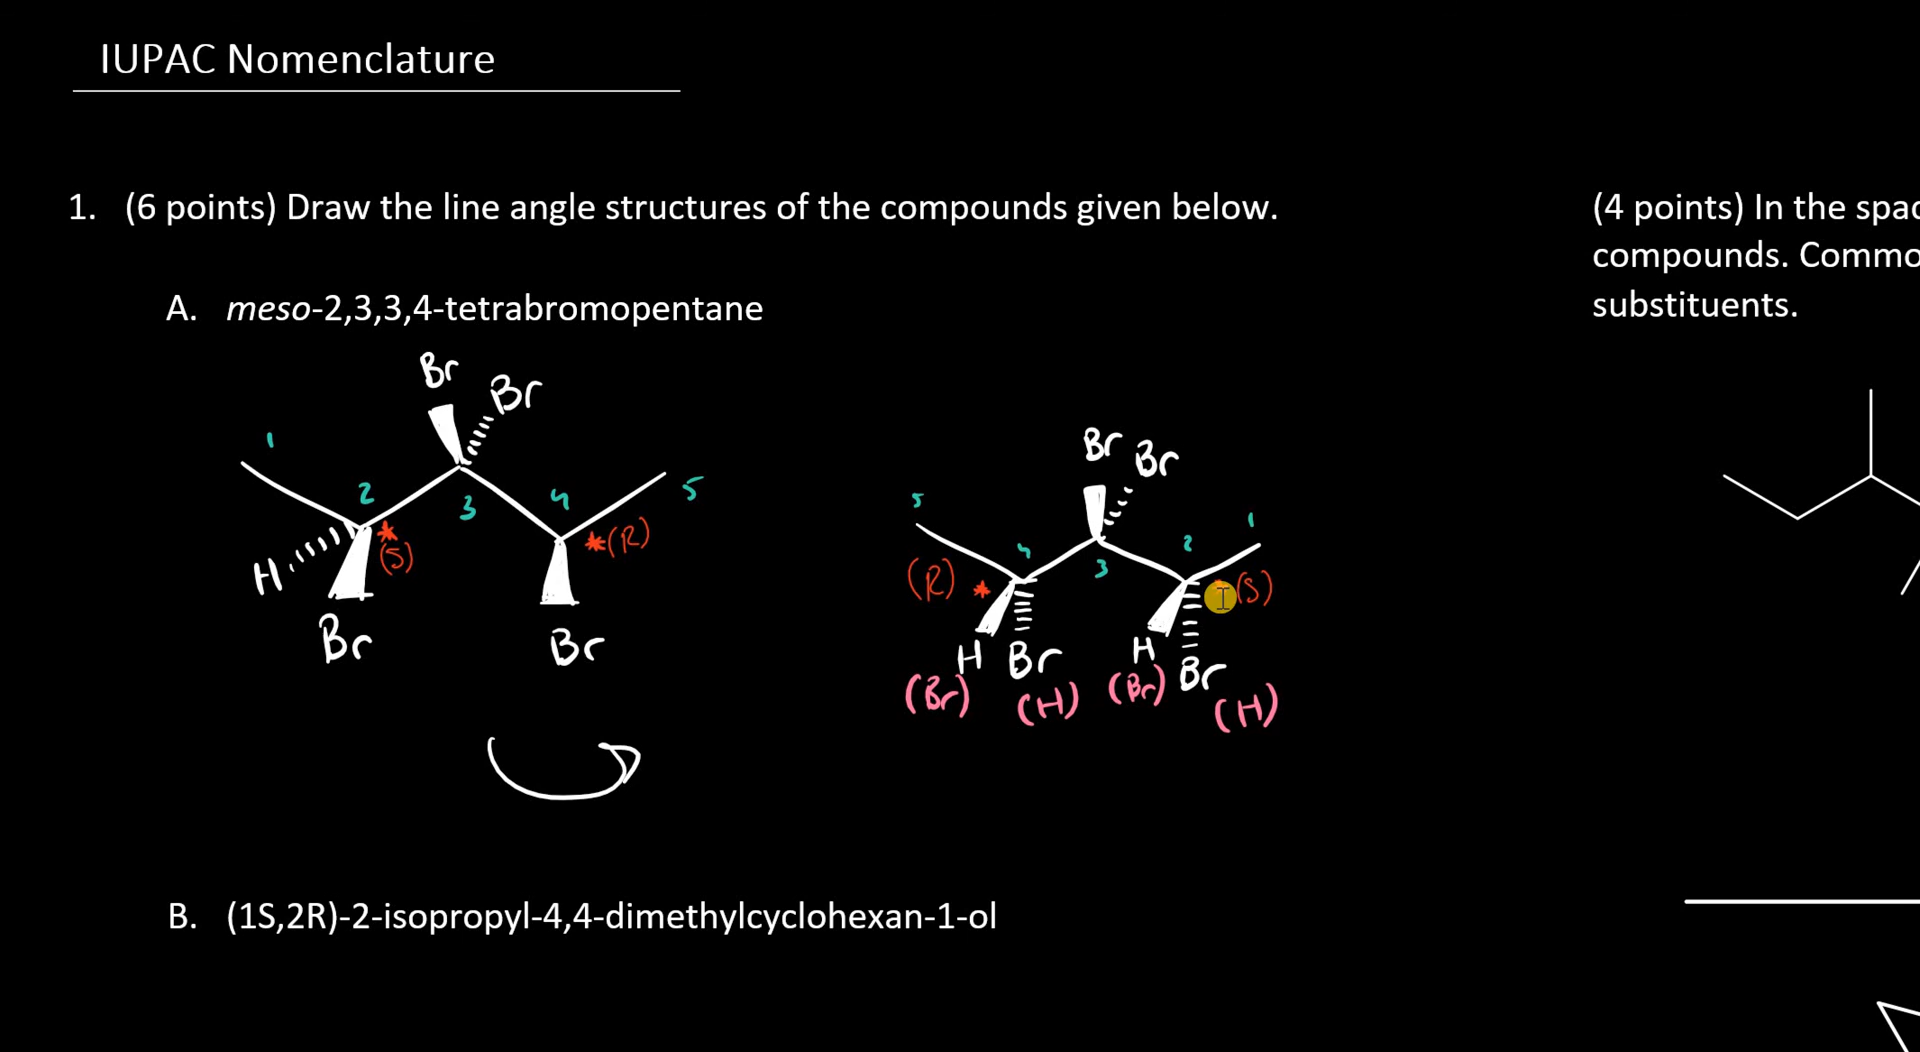 IUPAC Nomenclature
1. (6 points) Draw the line angle structures of the compounds given below.
A. meso-2,3,3,4-tetrabromopentane
Br Br
1 2 3 4 5
* (S) *(R)
H Br Br
Br Br
5 4 3 2 1
(R) * (S)
H Br H Br
(Br) (H) (Br) (H)
B. (1S,2R)-2-isopropyl-4,4-dimethylcyclohexan-1-ol
(4 points) In the spac
compounds. Commo
substituents.